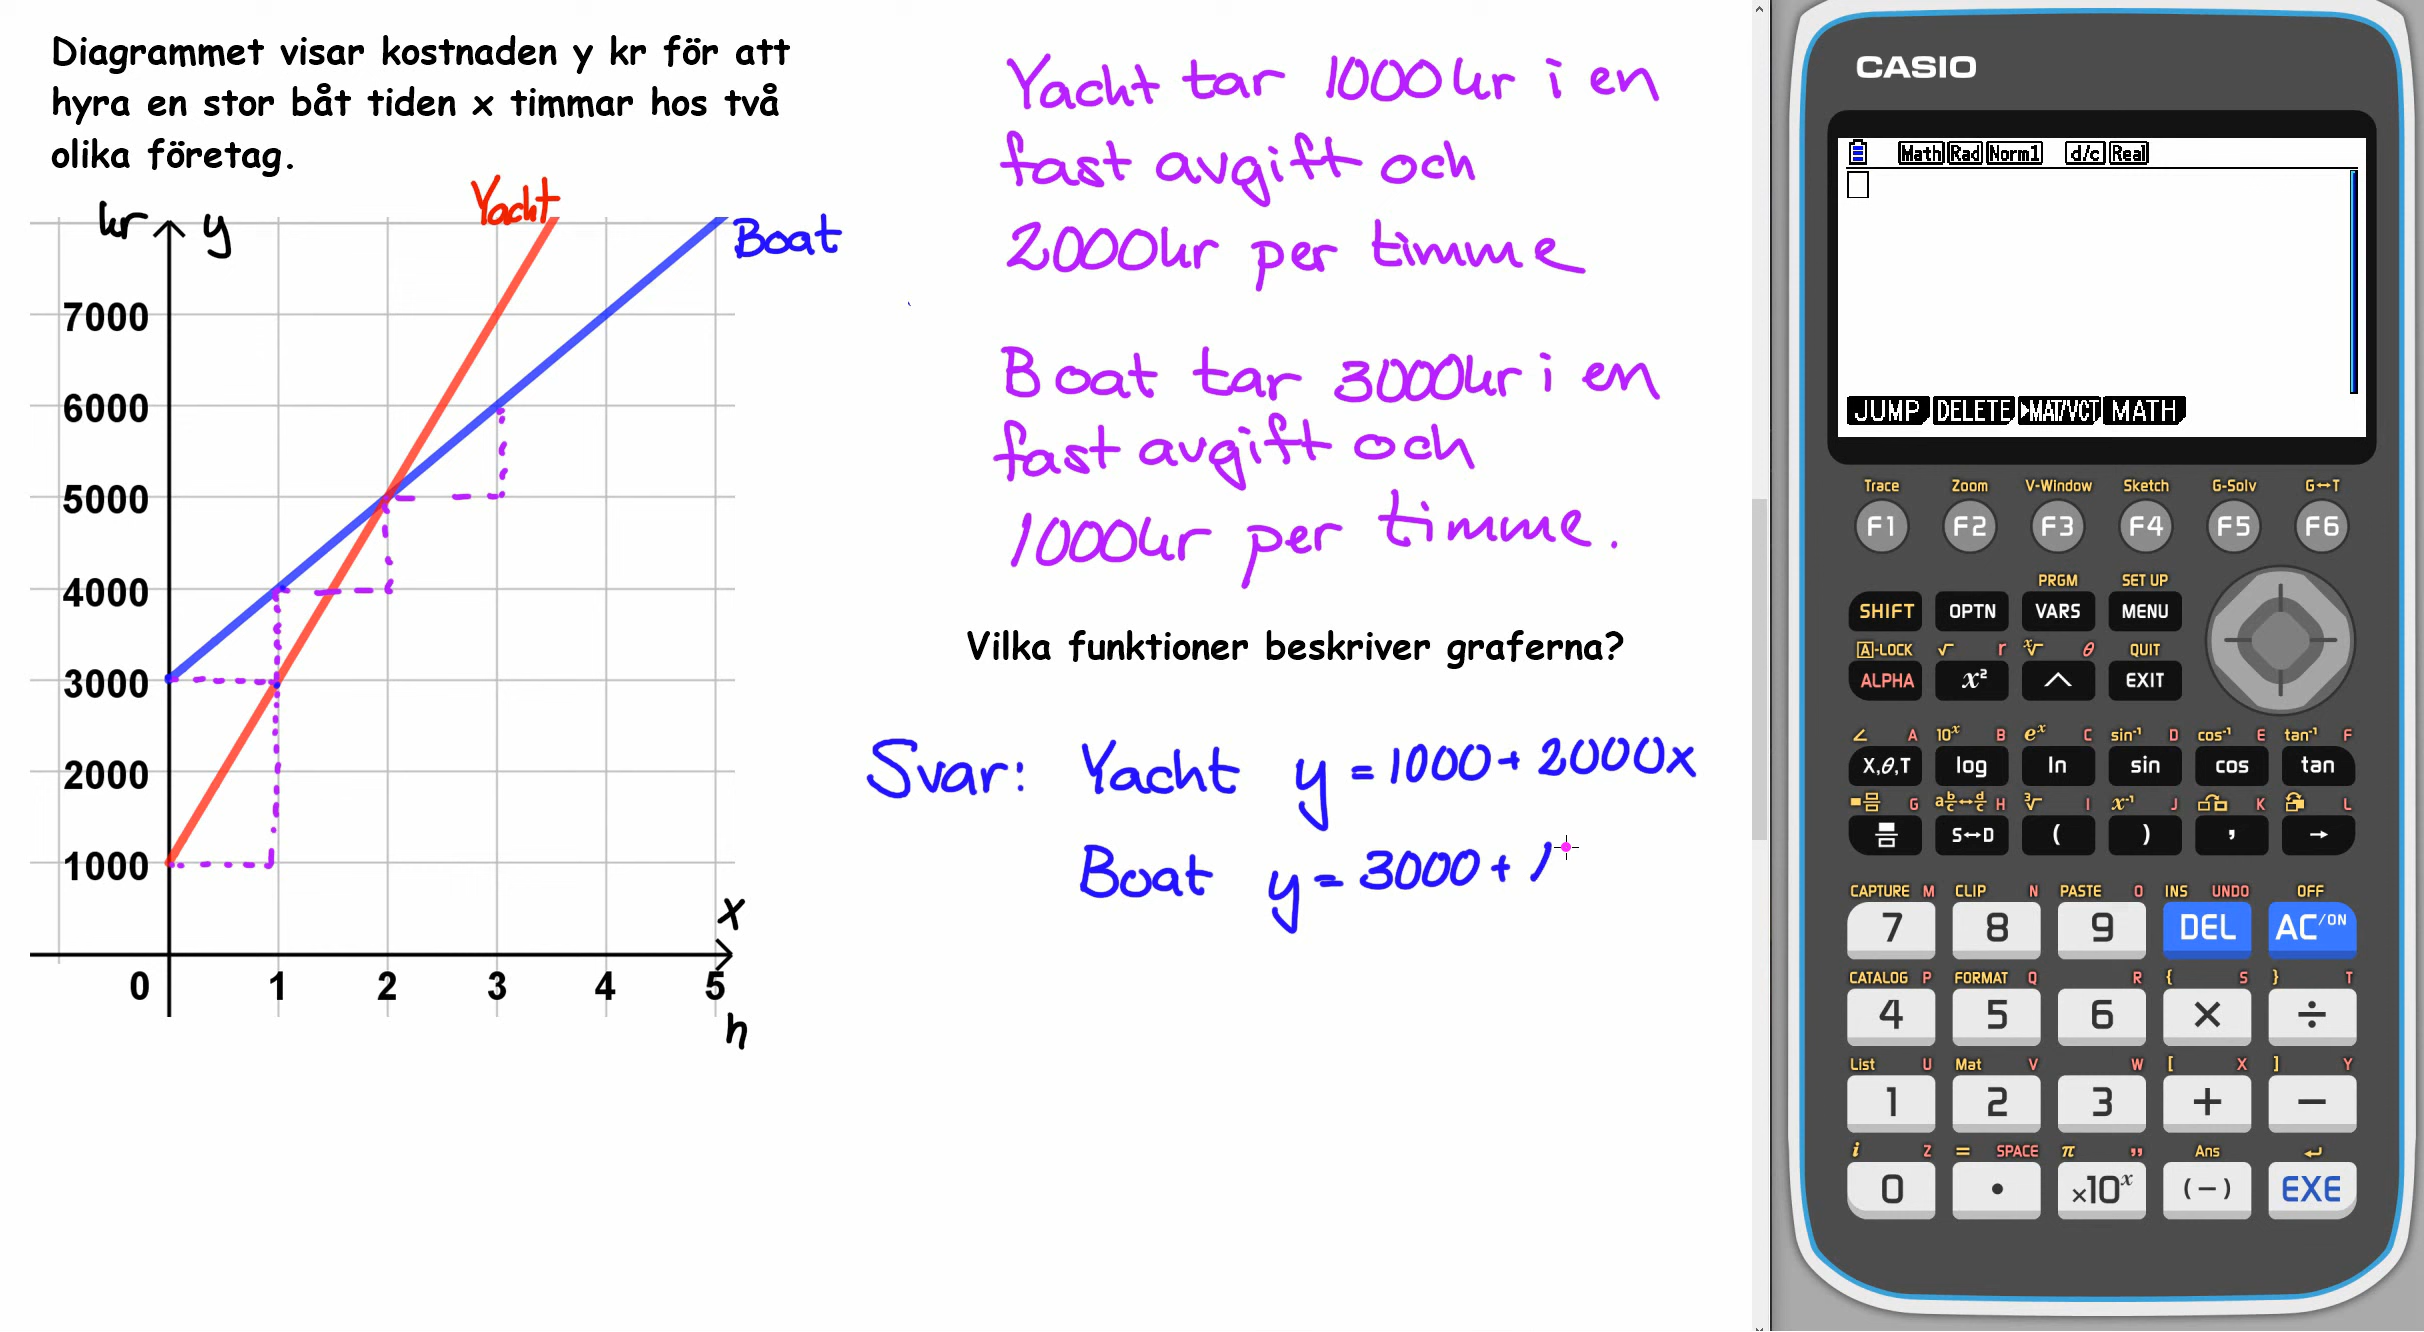 Diagrammet visar kostnaden y kr för att
hyra en stor båt tiden x timmar hos två
olika företag.
kr y
Yacht
Boat
7000
6000
5000
4000
3000
2000
1000
0 1 2 3 4 5
x
h
Yacht tar 1000kr i en
fast avgift och
2000kr per timme
Boat tar 3000kr i en
fast avgift och
1000kr per timme.
Vilka funktioner beskriver graferna?
Svar: Yacht y = 1000 + 2000x
Boat y = 3000 + 1
CASIO
Math Rad Norm1 d/c Real
JUMP DELETE ►MAT/VCT MATH
Trace Zoom V-Window Sketch G-Solv G↔T
F1 F2 F3 F4 F5 F6
PRGM SET UP
SHIFT OPTN VARS MENU
A-LOCK √ r ˣ√ θ QUIT
ALPHA x² ^ EXIT
∠ A 10ˣ B eˣ C sin⁻¹ D cos⁻¹ E tan⁻¹ F
X,θ,T log ln sin cos tan
G a b/c↔d/c H ³√ I x⁻¹ J K L
S↔D ( ) , →
CAPTURE M CLIP N PASTE O INS UNDO OFF
7 8 9 DEL AC/ON
CATALOG P FORMAT Q R { S } T
4 5 6 × ÷
List U Mat V W [ X ] Y
1 2 3 + −
i Z = SPACE π " Ans ↵
0 • ×10ˣ (−) EXE